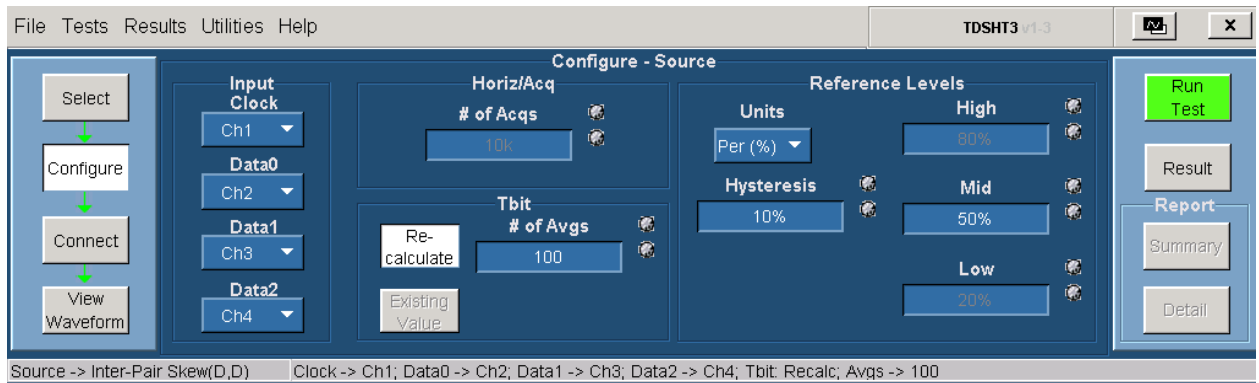 File Tests Results Utilities Help
TDSHT3 v1-3
x
Configure - Source
Select
Configure
Connect
View
Waveform
Input
Clock
Ch1
Data0
Ch2
Data1
Ch3
Data2
Ch4
Horiz/Acq
# of Acqs
10k
Tbit
Re-
calculate
# of Avgs
100
Existing
Value
Reference Levels
Units
Per (%)
Hysteresis
10%
High
80%
Mid
50%
Low
20%
Run
Test
Result
Report
Summary
Detail
Source -> Inter-Pair Skew(D,D)
Clock -> Ch1; Data0 -> Ch2; Data1 -> Ch3; Data2 -> Ch4; Tbit: Recalc; Avgs -> 100